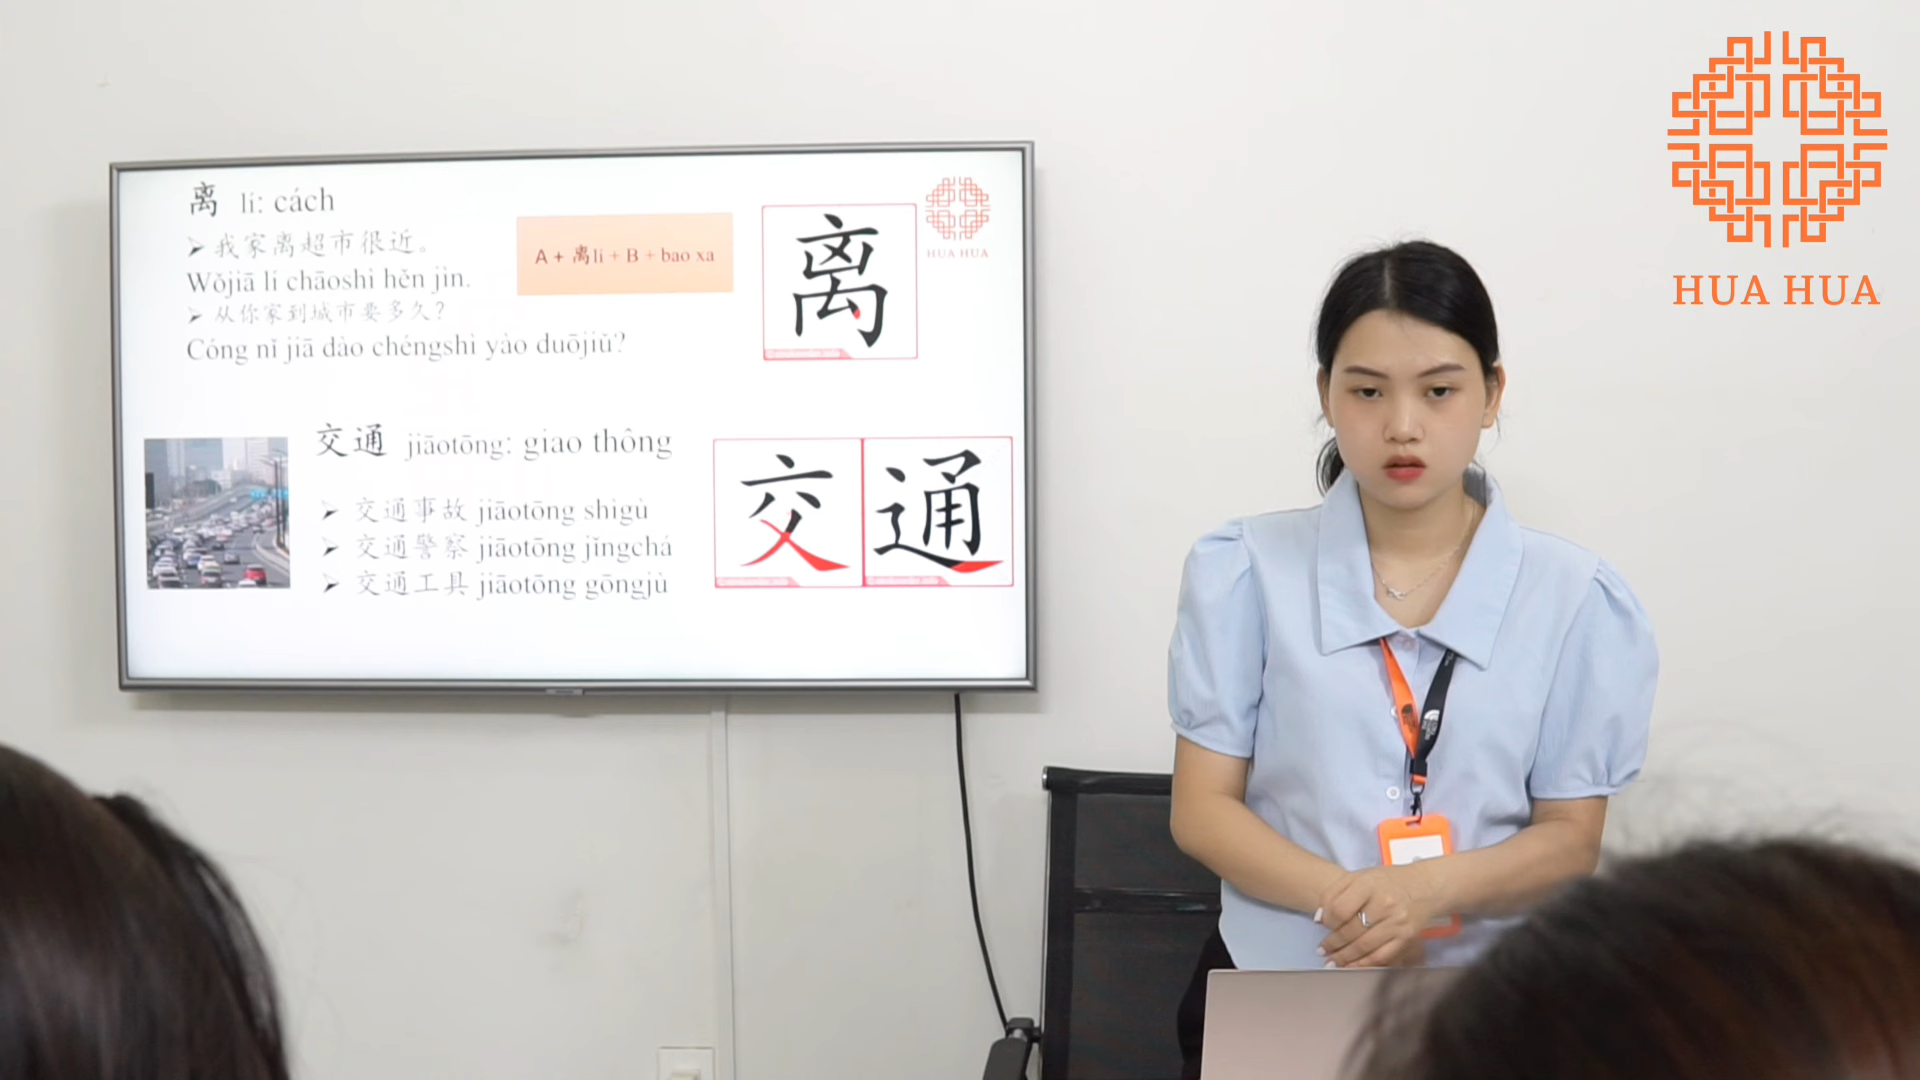 离 lí: cách
➢ 我家离超市很近。
Wǒjiā lí chāoshì hěn jìn.
➢ 从你家到城市要多久?
Cóng nǐ jiā dào chéngshì yào duōjiǔ?
A + 离lí + B + bao xa
离
HUA HUA
交通 jiāotōng: giao thông
➢ 交通事故 jiāotōng shìgù
➢ 交通警察 jiāotōng jǐngchá
➢ 交通工具 jiāotōng gōngjù
交通
HUA HUA